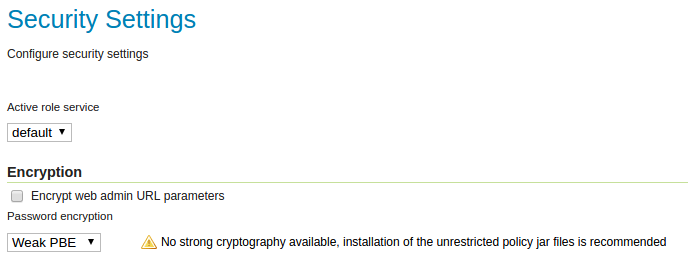 Security Settings
Configure security settings
Active role service
default
Encryption
Encrypt web admin URL parameters
Password encryption
Weak PBE No strong cryptography available, installation of the unrestricted policy jar files is recommended